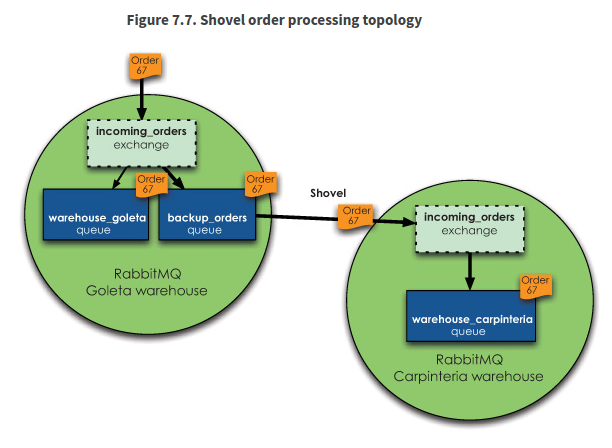 Figure 7.7. Shovel order processing topology
Order
67
incoming_orders
exchange
Order
67
Order
67
warehouse_goleta
queue
backup_orders
queue
RabbitMQ
Goleta warehouse
Shovel
Order
67
incoming_orders
exchange
Order
67
warehouse_carpinteria
queue
RabbitMQ
Carpinteria warehouse